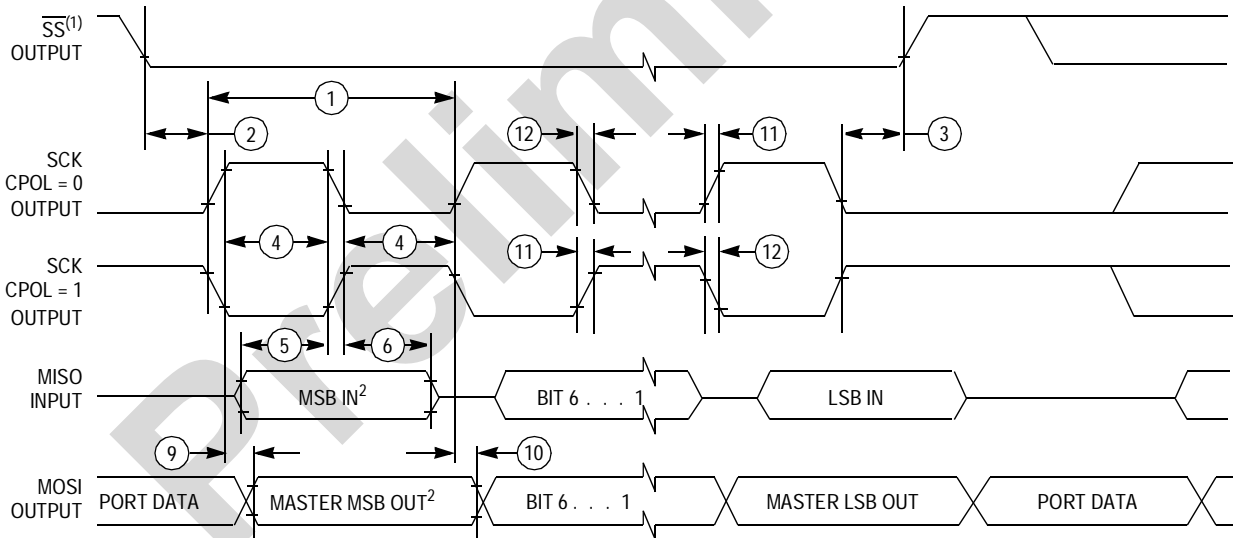 SS(1)
OUTPUT
1
2
12
11
3
SCK
CPOL = 0
OUTPUT
4
4
SCK
CPOL = 1
OUTPUT
11
12
5
6
MISO
INPUT
MSB IN2
BIT 6 . . . 1
LSB IN
9
10
MOSI
OUTPUT
PORT DATA
MASTER MSB OUT2
BIT 6 . . . 1
MASTER LSB OUT
PORT DATA
Prelim